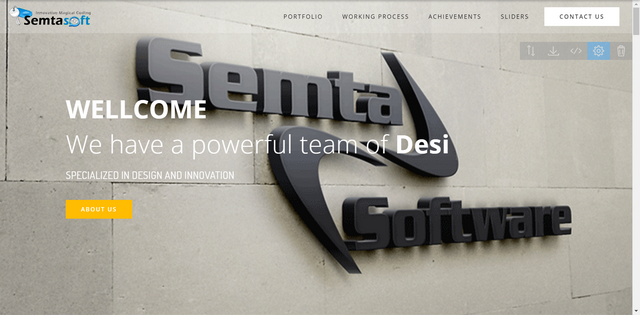 Innovation Magical Coding
Semtasoft
PORTFOLIO
WORKING PROCESS
ACHIEVEMENTS
SLIDERS
CONTACT US
Semta
Software
WELLCOME
We have a powerful team of Desi
SPECIALIZED IN DESIGN AND INNOVATION
ABOUT US